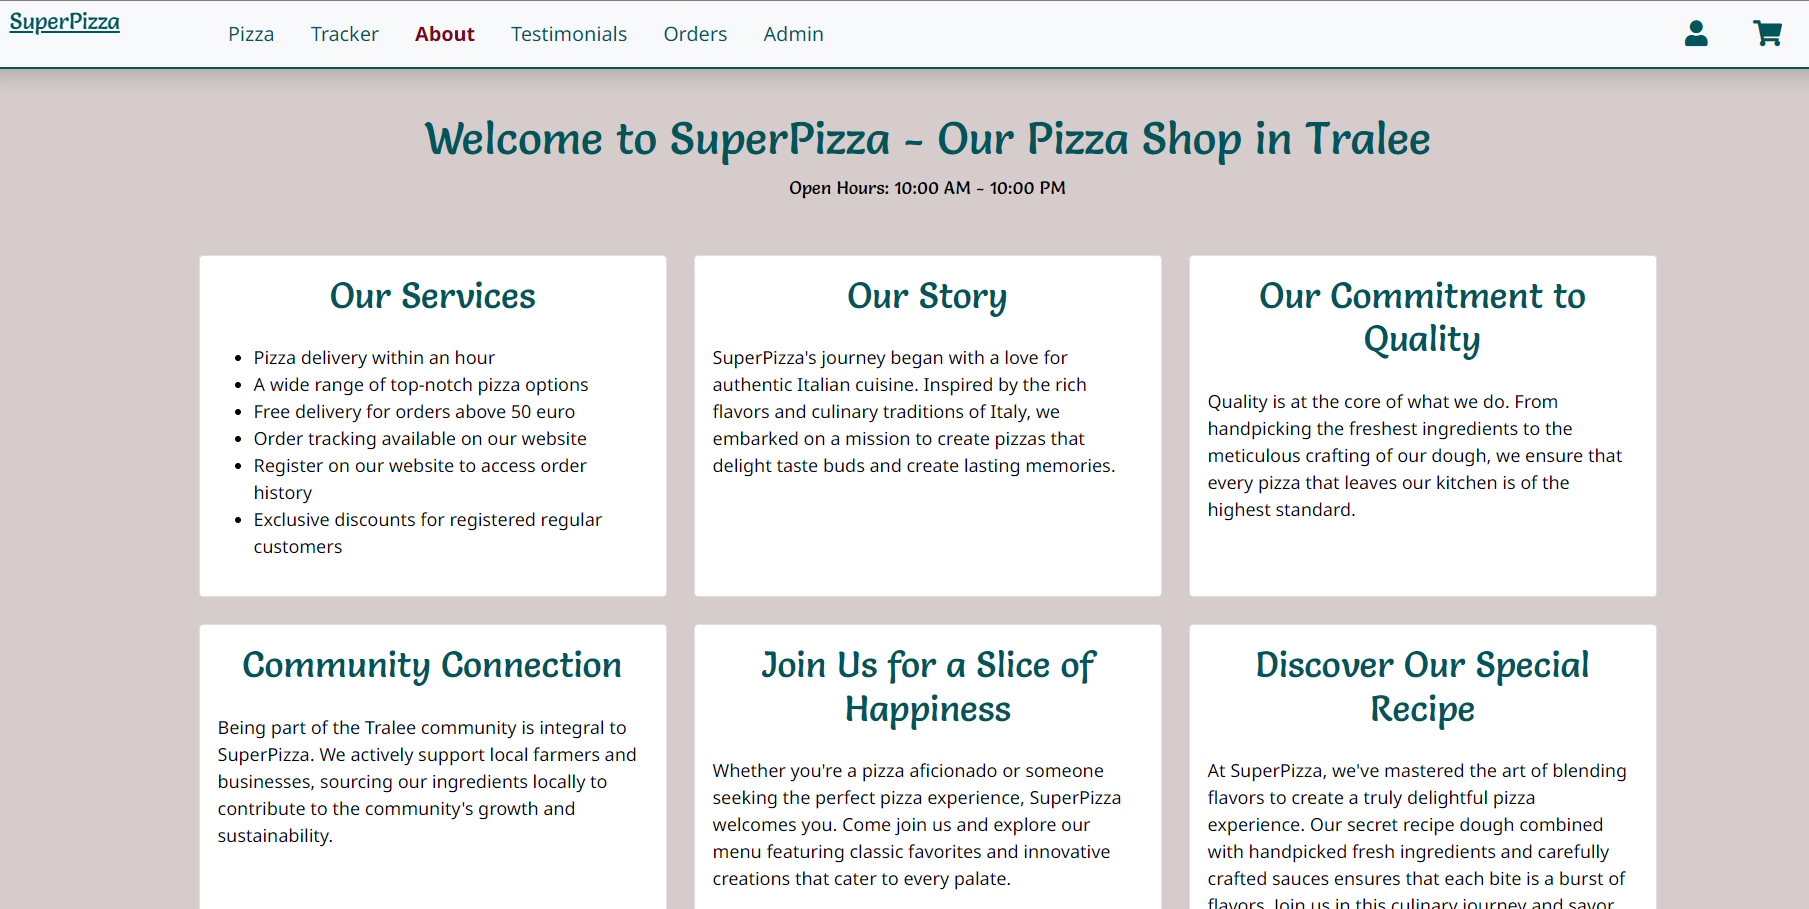 SuperPizza
Pizza Tracker About Testimonials Orders Admin
Welcome to SuperPizza - Our Pizza Shop in Tralee
Open Hours: 10:00 AM - 10:00 PM
Our Services
• Pizza delivery within an hour
• A wide range of top-notch pizza options
• Free delivery for orders above 50 euro
• Order tracking available on our website
• Register on our website to access order
history
• Exclusive discounts for registered regular
customers
Our Story
SuperPizza's journey began with a love for
authentic Italian cuisine. Inspired by the rich
flavors and culinary traditions of Italy, we
embarked on a mission to create pizzas that
delight taste buds and create lasting memories.
Our Commitment to
Quality
Quality is at the core of what we do. From
handpicking the freshest ingredients to the
meticulous crafting of our dough, we ensure that
every pizza that leaves our kitchen is of the
highest standard.
Community Connection
Being part of the Tralee community is integral to
SuperPizza. We actively support local farmers and
businesses, sourcing our ingredients locally to
contribute to the community's growth and
sustainability.
Join Us for a Slice of
Happiness
Whether you're a pizza aficionado or someone
seeking the perfect pizza experience, SuperPizza
welcomes you. Come join us and explore our
menu featuring classic favorites and innovative
creations that cater to every palate.
Discover Our Special
Recipe
At SuperPizza, we've mastered the art of blending
flavors to create a truly delightful pizza
experience. Our secret recipe dough combined
with handpicked fresh ingredients and carefully
crafted sauces ensures that each bite is a burst of
flavors. Join us in this culinary journey and savor